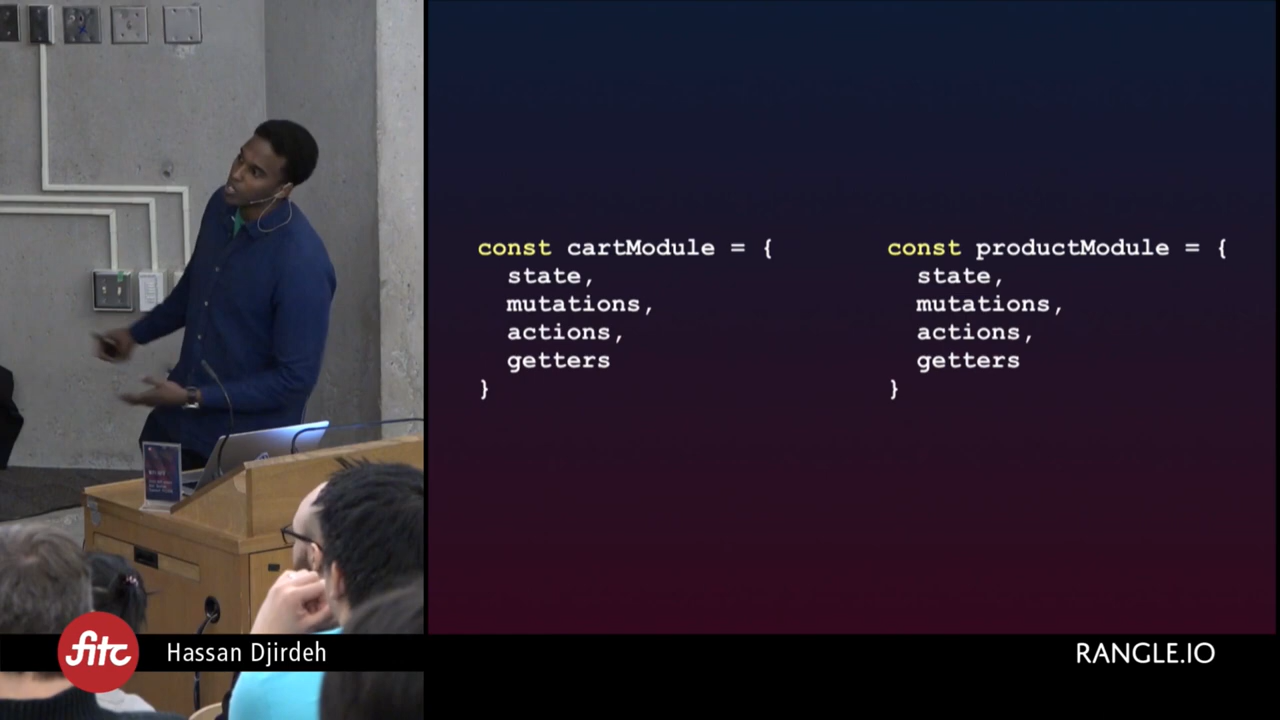 const cartModule = {
state,
mutations,
actions,
getters
}
const productModule = {
state,
mutations,
actions,
getters
}
fitc
Hassan Djirdeh
RANGLE.IO